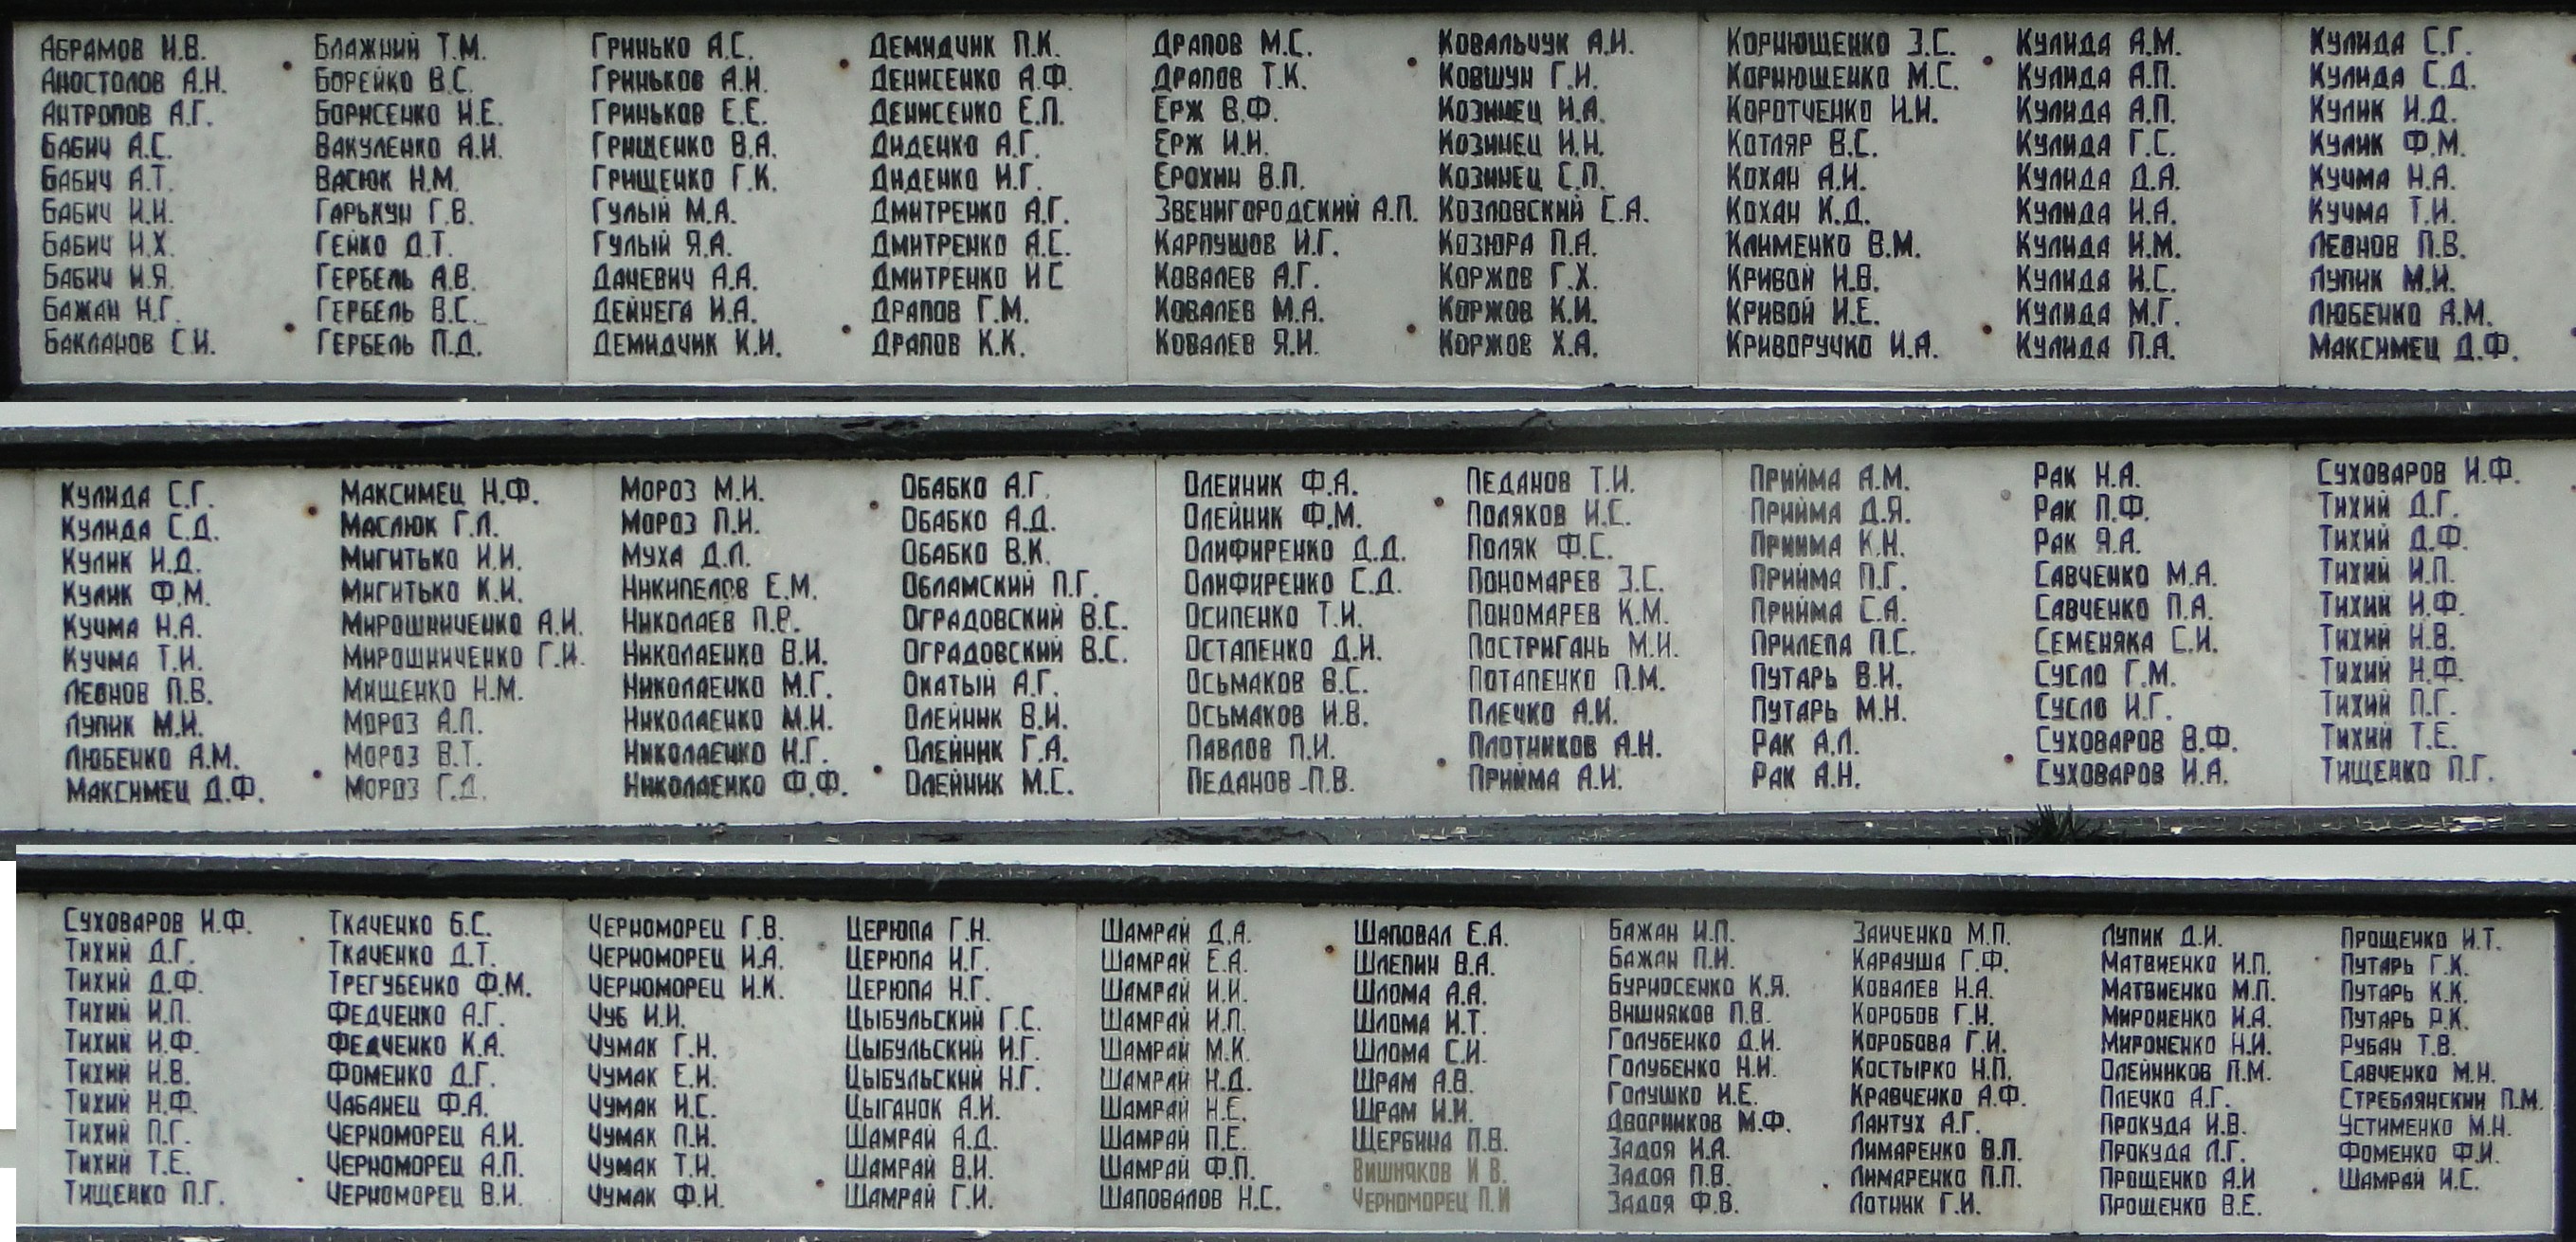 АБРАМОВ И.В.
АПОСТОЛОВ А.Н.
АНТРОПОВ А.Г.
БАБИЧ А.С.
БАБИЧ А.Т.
БАБИЧ И.И.
БАБИЧ И.Х.
БАБИЧ И.Я.
БАЖАН Н.Г.
БАКЛАНОВ С.И.
БЛАЖНИЙ Т.М.
БОРЕЙКО В.С.
БОРИСЕНКО И.Е.
ВАКУЛЕНКО А.И.
ВАСЮК Н.М.
ГАРЬКУН Г.В.
ГЕЙКО Д.Т.
ГЕРБЕЛЬ А.В.
ГЕРБЕЛЬ В.С.
ГЕРБЕЛЬ П.Д.
ГРИНЬКО А.С.
ГРИНЬКОВ А.И.
ГРИНЬКОВ Е.Е.
ГРИЩЕНКО В.А.
ГРИЩЕНКО Г.К.
ГУЛЫЙ М.А.
ГУЛЫЙ Я.А.
ДАНЕВИЧ А.А.
ДЕЙНЕГА И.А.
ДЕМИДЧИК К.И.
ДЕМИДЧИК П.К.
ДЕНИСЕНКО А.Ф.
ДЕНИСЕНКО Е.П.
ДИДЕНКО А.Г.
ДИДЕНКО И.Г.
ДМИТРЕНКО А.Г.
ДМИТРЕНКО А.С.
ДМИТРЕНКО И С
ДРАПОВ Г.М.
ДРАПОВ К.К.
ДРАПОВ М.С.
ДРАПОВ Т.К.
ЕРЖ В.Ф.
ЕРЖ И.И.
ЕРОХИН В.П.
ЗВЕНИГОРОДСКИЙ А.П.
КАРПУШОВ И.Г.
КОВАЛЕВ А.Г.
КОВАЛЕВ М.А.
КОВАЛЕВ Я.И.
КОВАЛЬЧУК А.И.
КОВШУН Г.И.
КОЗИНЕЦ И.А.
КОЗИНЕЦ И.Н.
КОЗИНЕЦ С.П.
КОЗЛОВСКИЙ С.А.
КОЗЮРА П.А.
КОРЖОВ Г.Х.
КОРЖОВ К.И.
КОРЖОВ Х.А.
КОРНЮЩЕНКО З.С.
КОРНЮЩЕНКО М.С.
КОРОТЧЕНКО И.И.
КОТЛЯР В.С.
КОХАН А.И.
КОХАН К.Д.
КЛИМЕНКО В.М.
КРИВОЙ И.В.
КРИВОЙ И.Е.
КРИВОРУЧКО И.А.
КУЛИДА А.М.
КУЛИДА А.П.
КУЛИДА А.П.
КУЛИДА Г.С.
КУЛИДА Д.А.
КУЛИДА И.А.
КУЛИДА И.М.
КУЛИДА И.С.
КУЛИДА М.Г.
КУЛИДА П.А.
КУЛИДА С.Г.
КУЛИДА С.Д.
КУЛИК И.Д.
КУЛИК Ф.М.
КУЧМА Н.А.
КУЧМА Т.И.
ЛЕОНОВ П.В.
ЛУПИК М.И.
ЛЮБЕНКО А.М.
МАКСИМЕЦ Д.Ф.
КУЛИДА С.Г.
КУЛИДА С.Д.
КУЛИК И.Д.
КУЛИК Ф.М.
КУЧМА Н.А.
КУЧМА Т.И.
ЛЕОНОВ П.В.
ЛУПИК М.И.
ЛЮБЕНКО А.М.
МАКСИМЕЦ Д.Ф.
МАКСИМЕЦ Н.Ф.
МАСЛЮК Г.Л.
МИГИТЬКО И.И.
МИГИТЬКО К.И.
МИРОШНИЧЕНКО А.И.
МИРОШНИЧЕНКО Г.И.
МИЩЕНКО Н.М.
МОРОЗ А.П.
МОРОЗ В.Т.
МОРОЗ Г.Д.
МОРОЗ М.И.
МОРОЗ П.И.
МУХА Д.Л.
НИКИПЕЛОВ Е.М.
НИКОЛАЕВ П.Р.
НИКОЛАЕНКО В.И.
НИКОЛАЕНКО М.Г.
НИКОЛАЕНКО М.И.
НИКОЛАЕНКО Н.Г.
НИКОЛАЕНКО Ф.Ф.
ОБАБКО А.Г.
ОБАБКО А.Д.
ОБАБКО В.К.
ОБЛАМСКИЙ П.Г.
ОГРАДОВСКИЙ В.С.
ОГРАДОВСКИЙ В.С.
ОКАТЫЙ А.Г.
ОЛЕЙНИК В.И.
ОЛЕЙНИК Г.А.
ОЛЕЙНИК М.С.
ОЛЕЙНИК Ф.А.
ОЛЕЙНИК Ф.М.
ОЛИФИРЕНКО Д.Д.
ОЛИФИРЕНКО С.Д.
ОСИПЕНКО Т.И.
ОСТАПЕНКО Д.И.
ОСЬМАКОВ В.С.
ОСЬМАКОВ И.В.
ПАВЛОВ П.И.
ПЕДАНОВ П.В.
ПЕДАНОВ Т.И.
ПОЛЯКОВ И.С.
ПОЛЯК Ф.С.
ПОНОМАРЕВ З.С.
ПОНОМАРЕВ К.М.
ПОСТРИГАНЬ М.И.
ПОТАПЕНКО П.М.
ПЛЕЧКО А.И.
ПЛОТНИКОВ А.Н.
ПРИЙМА А.И.
ПРИЙМА А.М.
ПРИЙМА Д.Я.
ПРИЙМА К.Н.
ПРИЙМА П.Г.
ПРИЙМА С.А.
ПРИЛЕПА П.С.
ПУТАРЬ В.И.
ПУТАРЬ М.Н.
РАК А.Л.
РАК А.Н.
РАК Н.А.
РАК П.Ф.
РАК Я.А.
САВЧЕНКО М.А.
САВЧЕНКО П.А.
СЕМЕНЯКА С.И.
СУСЛО Г.М.
СУСЛО И.Г.
СУХОВАРОВ В.Ф.
СУХОВАРОВ И.А.
СУХОВАРОВ И.Ф.
ТИХИЙ Д.Г.
ТИХИЙ Д.Ф.
ТИХИЙ И.П.
ТИХИЙ И.Ф.
ТИХИЙ Н.В.
ТИХИЙ Н.Ф.
ТИХИЙ П.Г.
ТИХИЙ Т.Е.
ТИЩЕНКО П.Г.
СУХОВАРОВ И.Ф.
ТИХИЙ Д.Г.
ТИХИЙ Д.Ф.
ТИХИЙ И.П.
ТИХИЙ И.Ф.
ТИХИЙ Н.В.
ТИХИЙ Н.Ф.
ТИХИЙ П.Г.
ТИХИЙ Т.Е.
ТИЩЕНКО П.Г.
ТКАЧЕНКО Б.С.
ТКАЧЕНКО Д.Т.
ТРЕГУБЕНКО Ф.М.
ФЕДЧЕНКО А.Г.
ФЕДЧЕНКО К.А.
ФОМЕНКО Д.Г.
ЧАБАНЕЦ Ф.А.
ЧЕРНОМОРЕЦ А.И.
ЧЕРНОМОРЕЦ А.П.
ЧЕРНОМОРЕЦ В.И.
ЧЕРНОМОРЕЦ Г.В.
ЧЕРНОМОРЕЦ И.А.
ЧЕРНОМОРЕЦ И.К.
ЧУБ И.И.
ЧУМАК Г.Н.
ЧУМАК Е.И.
ЧУМАК И.С.
ЧУМАК П.И.
ЧУМАК Т.И.
ЧУМАК Ф.И.
ЦЕРЮПА Г.Н.
ЦЕРЮПА И.Г.
ЦЕРЮПА Н.Г.
ЦЫБУЛЬСКИЙ Г.С.
ЦЫБУЛЬСКИЙ И.Г.
ЦЫБУЛЬСКИЙ Н.Г.
ЦЫГАНОК А.И.
ШАМРАЙ А.Д.
ШАМРАЙ В.И.
ШАМРАЙ Г.И.
ШАМРАЙ Д.А.
ШАМРАЙ Е.А.
ШАМРАЙ И.И.
ШАМРАЙ И.П.
ШАМРАЙ М.К.
ШАМРАЙ Н.Д.
ШАМРАЙ Н.Е.
ШАМРАЙ П.Е.
ШАМРАЙ Ф.П.
ШАПОВАЛОВ Н.С.
ШАПОВАЛ Е.А.
ШЛЕПИН В.А.
ШЛОМА А.А.
ШЛОМА И.Т.
ШЛОМА С.И.
ШРАМ А.В.
ШРАМ И.И.
ЩЕРБИНА П.В.
ВИШНЯКОВ И В.
ЧЕРНОМОРЕЦ П.И
БАЖАН И.П.
БАЖАН П.И.
БУРНОСЕНКО К.Я.
ВИШНЯКОВ П.В.
ГОЛУБЕНКО Д.И.
ГОЛУБЕНКО Н.И.
ГОЛУШКО И.Е.
ДВОРНИКОВ М.Ф.
ЗАДОЯ И.А.
ЗАДОЯ П.В.
ЗАДОЯ Ф.В.
ЗАИЧЕНКО М.П.
КАРАУША Г.Ф.
КОВАЛЕВ Н.А.
КОРОБОВ Г.Н.
КОРОБОВА Г.И.
КОСТЫРКО Н.П.
КРАВЧЕНКО А.Ф.
ЛАНТУХ А.Г.
ЛИМАРЕНКО В.П.
ЛИМАРЕНКО П.П.
ЛОТНИК Г.И.
ЛУПИК Д.И.
МАТВИЕНКО И.П.
МАТВИЕНКО М.П.
МИРОНЕНКО И.А.
МИРОНЕНКО Н.И.
ОЛЕЙНИКОВ П.М.
ПЛЕЧКО А.Г.
ПРОКУДА И.В.
ПРОКУДА Л.Г.
ПРОЩЕНКО А.И
ПРОЩЕНКО В.Е.
ПРОЩЕНКО И.Т.
ПУТАРЬ Г.К.
ПУТАРЬ К.К.
ПУТАРЬ Р.К.
РУБАН Т.В.
САВЧЕНКО М.Н.
СТРЕБЛЯНСКИЙ П.М.
УСТИМЕНКО М.Н.
ФОМЕНКО Ф.И.
ШАМРАЙ И.С.